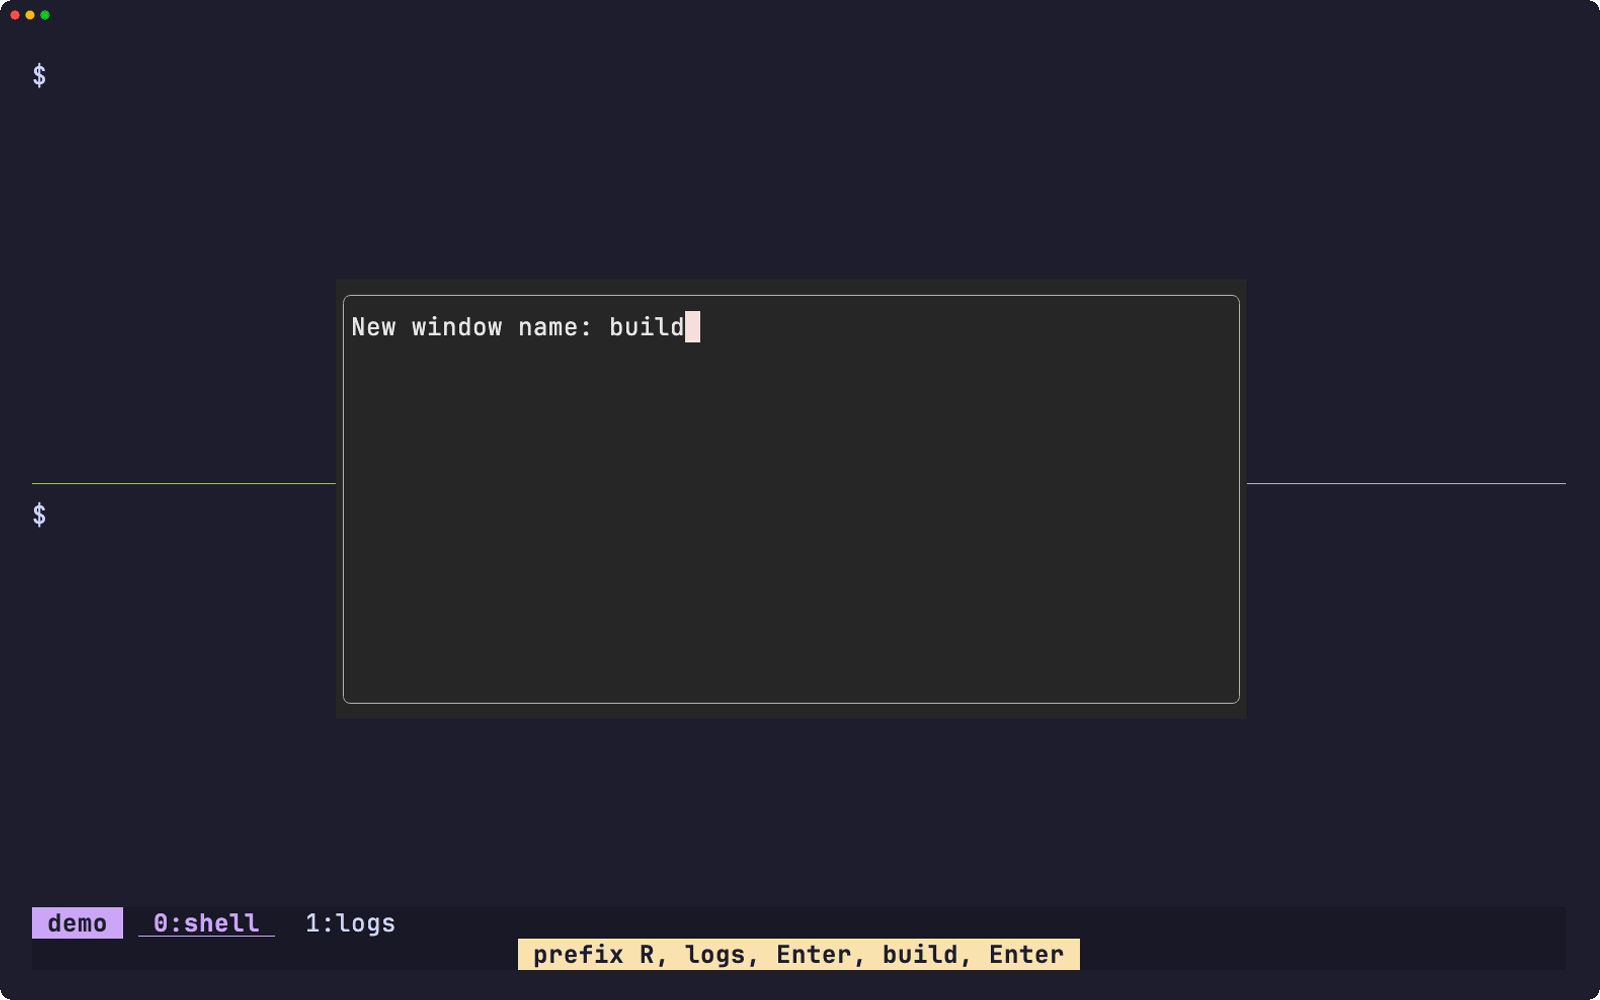 $
New window name: build
$
demo 0:shell 1:logs
prefix R, logs, Enter, build, Enter